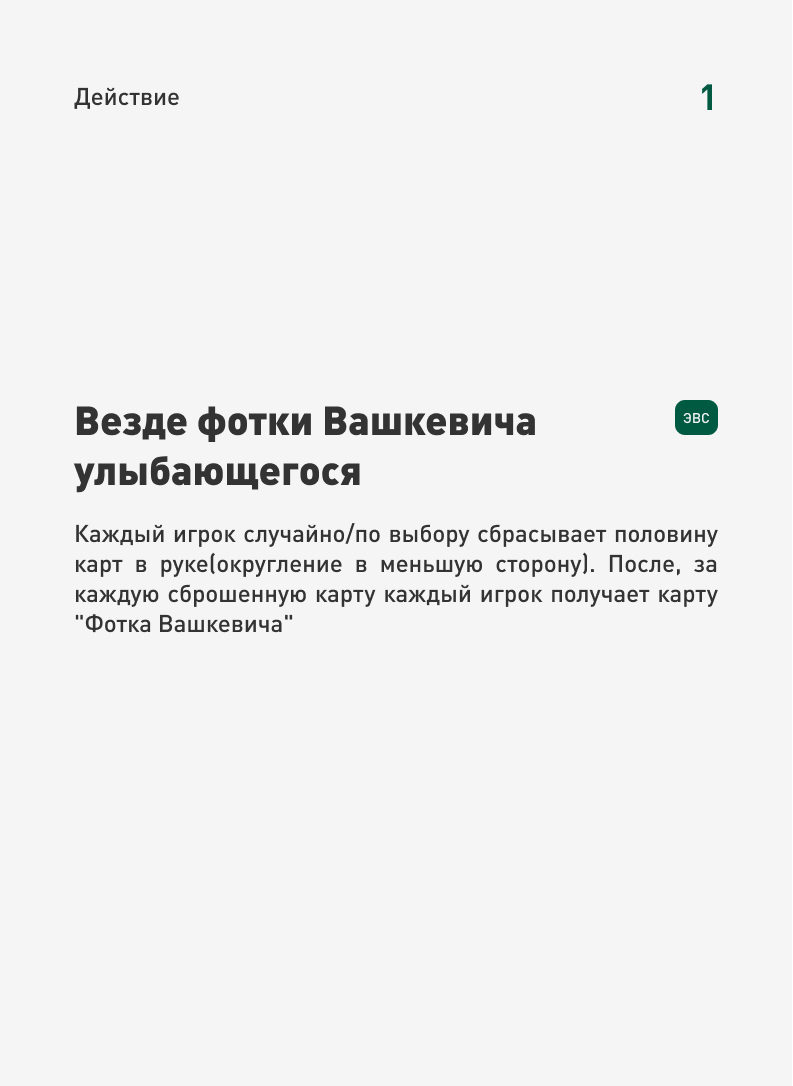 Действие
1
Везде фотки Вашкевича
эвс
улыбающегося
Каждый игрок случайно/по выбору сбрасывает половину
карт в руке(округление в меньшую сторону). После, за
каждую сброшенную карту каждый игрок получает карту
"Фотка Вашкевича"